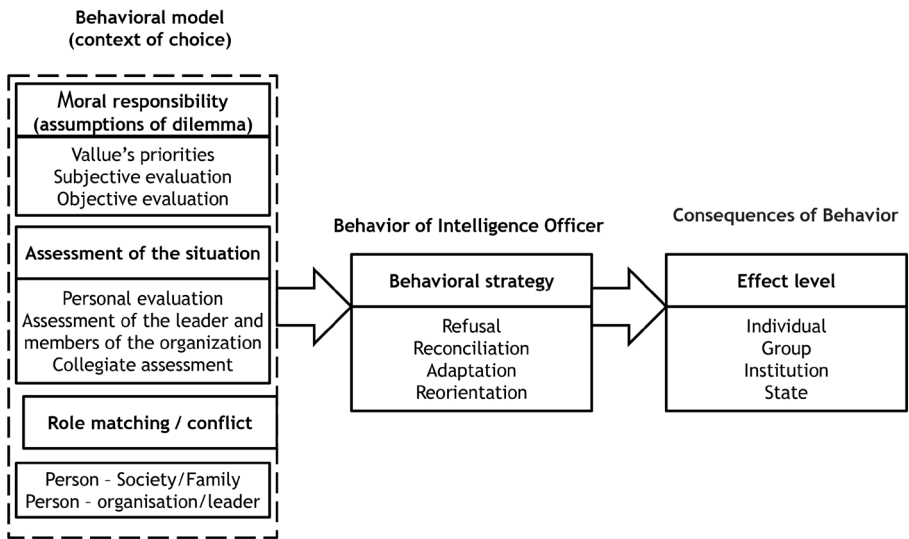 Behavioral model
(context of choice)
Moral responsibility
(assumptions of dilemma)
Vallue's priorities
Subjective evaluation
Objective evaluation
Assessment of the situation
Personal evaluation
Assessment of the leader and
members of the organization
Collegiate assessment
Role matching / conflict
Person – Society/Family
Person – organisation/leader
Behavior of Intelligence Officer
Behavioral strategy
Refusal
Reconciliation
Adaptation
Reorientation
Consequences of Behavior
Effect level
Individual
Group
Institution
State